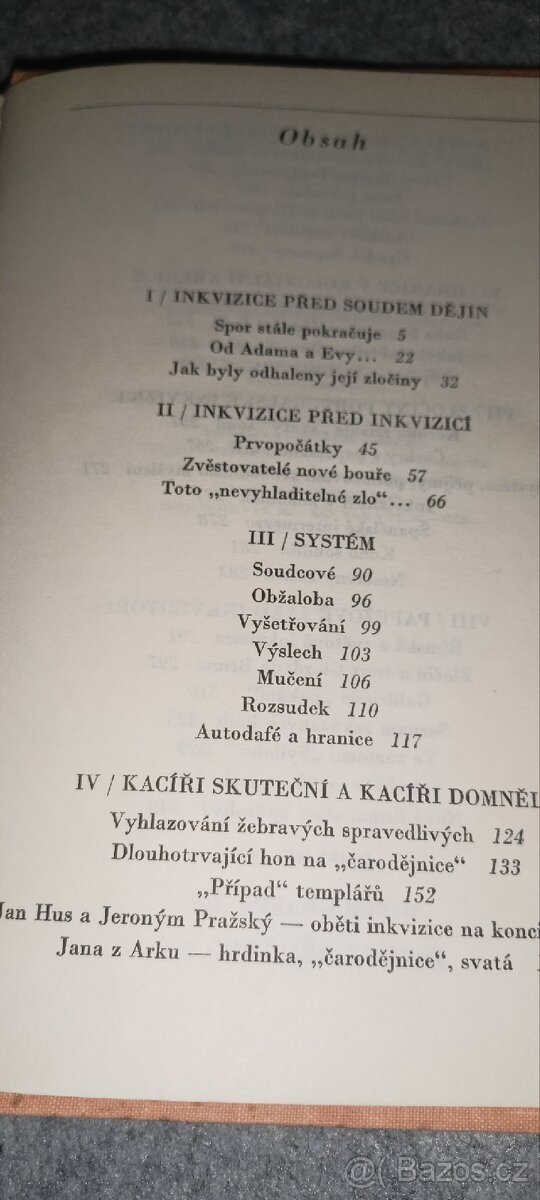 Obsah
I / INKVIZICE PŘED SOUDEM DĚJIN
Spor stále pokračuje 5
Od Adama a Evy... 22
Jak byly odhaleny její zločiny 32
II / INKVIZICE PŘED INKVIZICÍ
Prvopočátky 45
Zvěstovatelé nové bouře 57
Toto „nevyhladitelné zlo“... 66
III / SYSTÉM
Soudcové 90
Obžaloba 96
Vyšetřování 99
Výslech 103
Mučení 106
Rozsudek 110
Autodafé a hranice 117
IV / KACÍŘI SKUTEČNÍ A KACÍŘI DOMNĚL
Vyhlazování žebravých spravedlivých 124
Dlouhotrvající hon na „čarodějnice“ 133
„Případ“ templářů 152
Jan Hus a Jeroným Pražský — oběti inkvizice na konci
Jana z Arku — hrdinka, „čarodějnice“, svatá
@ Bazos.cz